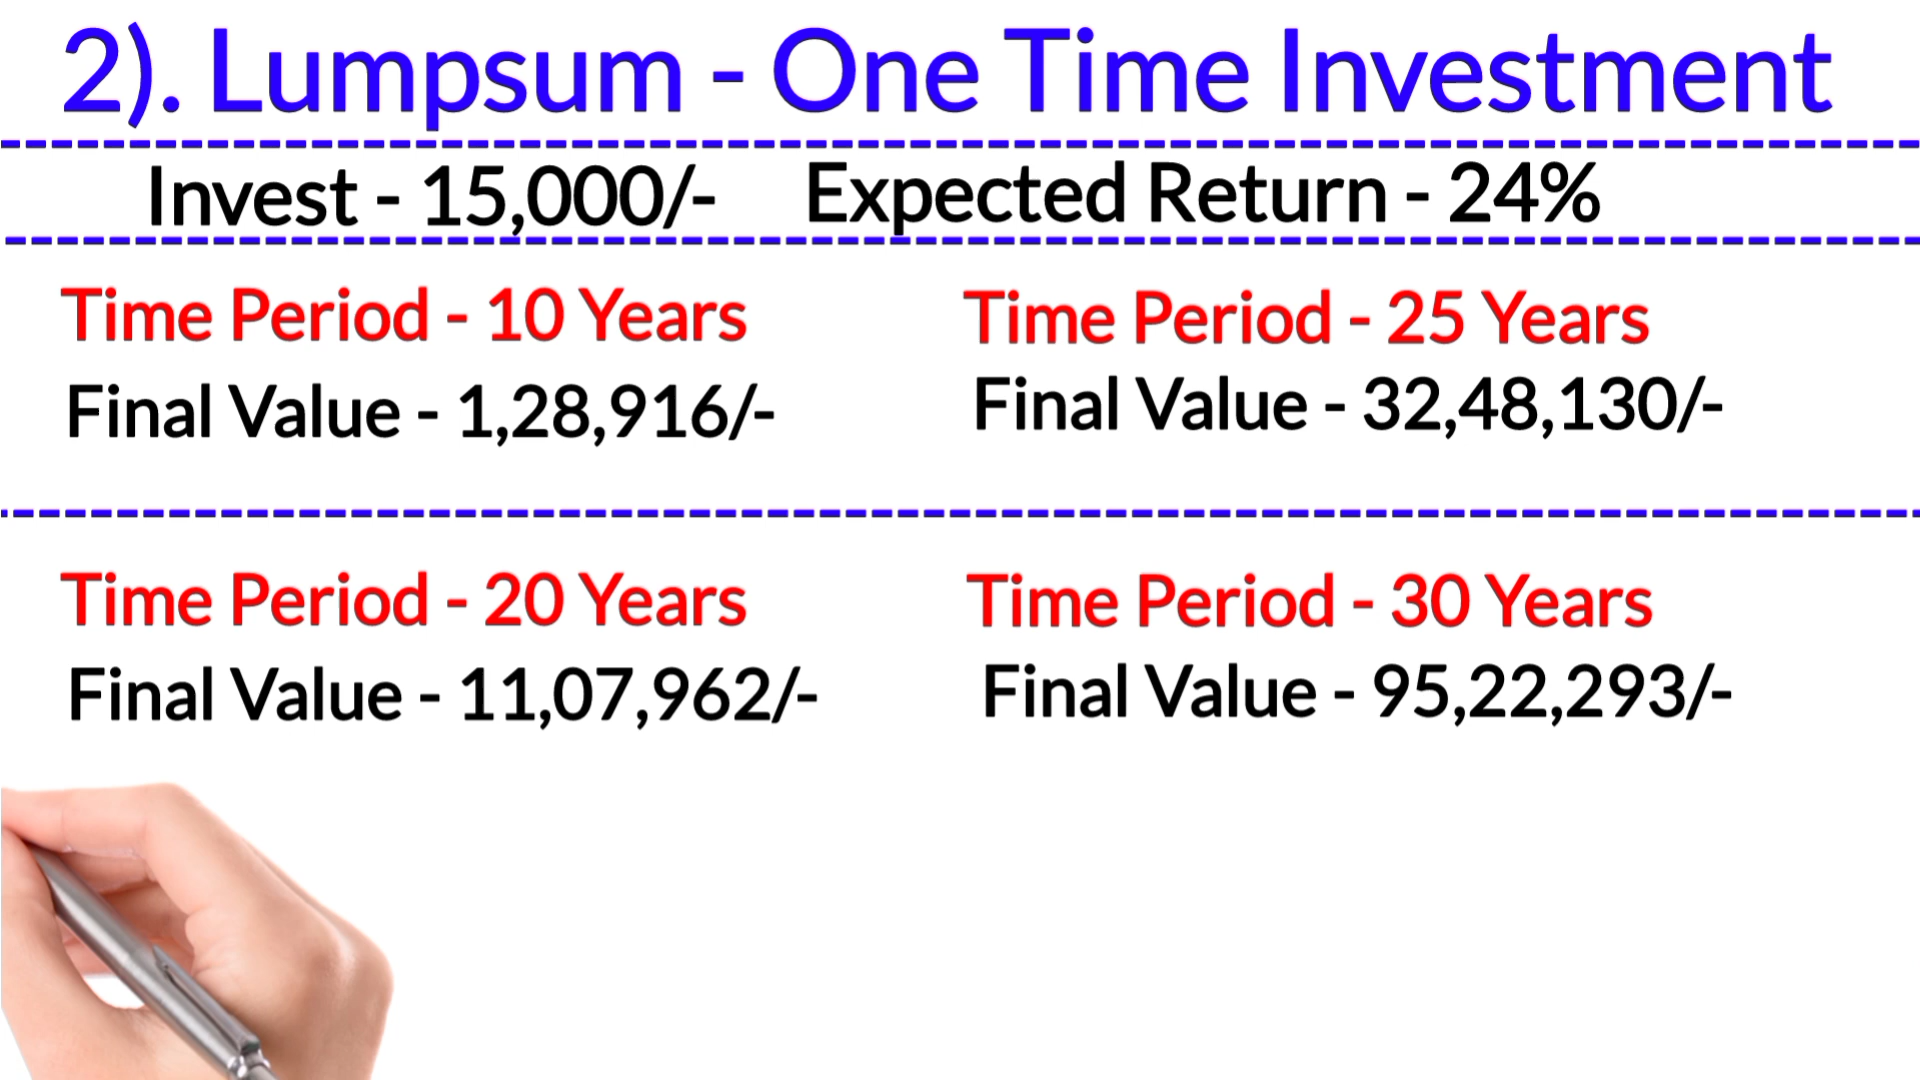 2). Lumpsum - One Time Investment
Invest - 15,000/- Expected Return - 24%
Time Period - 10 Years
Final Value - 1,28,916/-
Time Period - 25 Years
Final Value - 32,48,130/-
Time Period - 20 Years
Final Value - 11,07,962/-
Time Period - 30 Years
Final Value - 95,22,293/-